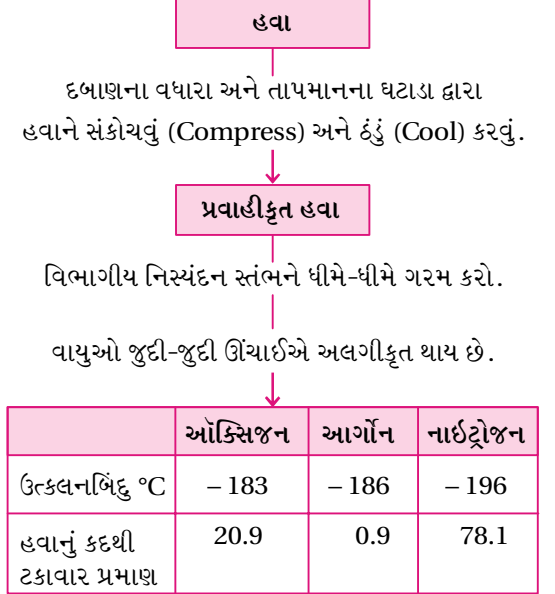 હવા
દબાણના વધારા અને તાપમાનના ઘટાડા દ્વારા
હવાને સંકોચવું (Compress) અને ઠંડું (Cool) કરવું.
પ્રવાહીકૃત હવા
વિભાગીય નિસ્યંદન સ્તંભને ધીમે-ધીમે ગરમ કરો.
વાયુઓ જુદી-જુદી ઊંચાઈએ અલગીકૃત થાય છે.
ઑક્સિજન આર્ગોન નાઇટ્રોજન
ઉત્કલનબિંદુ °C – 183 – 186 – 196
હવાનું કદથી 20.9 0.9 78.1
ટકાવાર પ્રમાણ